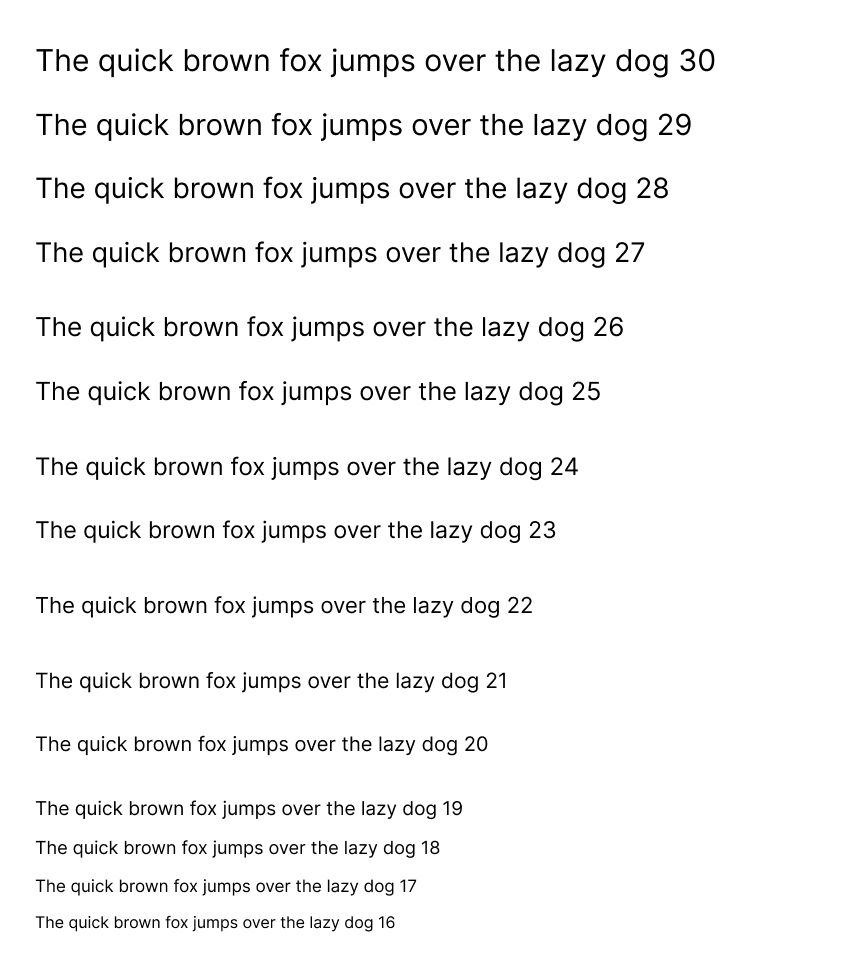 The quick brown fox jumps over the lazy dog 30
The quick brown fox jumps over the lazy dog 29
The quick brown fox jumps over the lazy dog 28
The quick brown fox jumps over the lazy dog 27
The quick brown fox jumps over the lazy dog 26
The quick brown fox jumps over the lazy dog 25
The quick brown fox jumps over the lazy dog 24
The quick brown fox jumps over the lazy dog 23
The quick brown fox jumps over the lazy dog 22
The quick brown fox jumps over the lazy dog 21
The quick brown fox jumps over the lazy dog 20
The quick brown fox jumps over the lazy dog 19
The quick brown fox jumps over the lazy dog 18
The quick brown fox jumps over the lazy dog 17
The quick brown fox jumps over the lazy dog 16